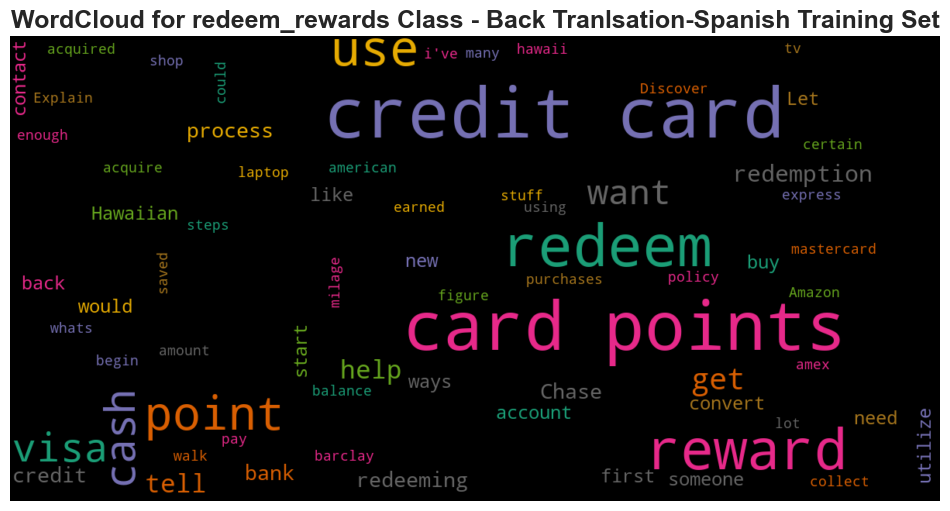 WordCloud for redeem_rewards Class - Back Tranlsation-Spanish Training Set
use
acquired
i've
many
hawaii
tv
contact
shop
could
Explain
Discover
Let
credit card
enough
process
certain
acquire
laptop
american
redemption
like
want
stuff
express
Hawaiian
earned
using
steps
redeem
mastercard
back
saved
new
buy
milage
purchases
policy
would
figure
Amazon
whats
card points
start
begin
amount
help
ways
amex
balance
Chase
get
cash
point
account
convert
need
lot
utilize
visa
pay
walk
barclay
reward
credit
tell
bank
redeeming
first
someone
collect